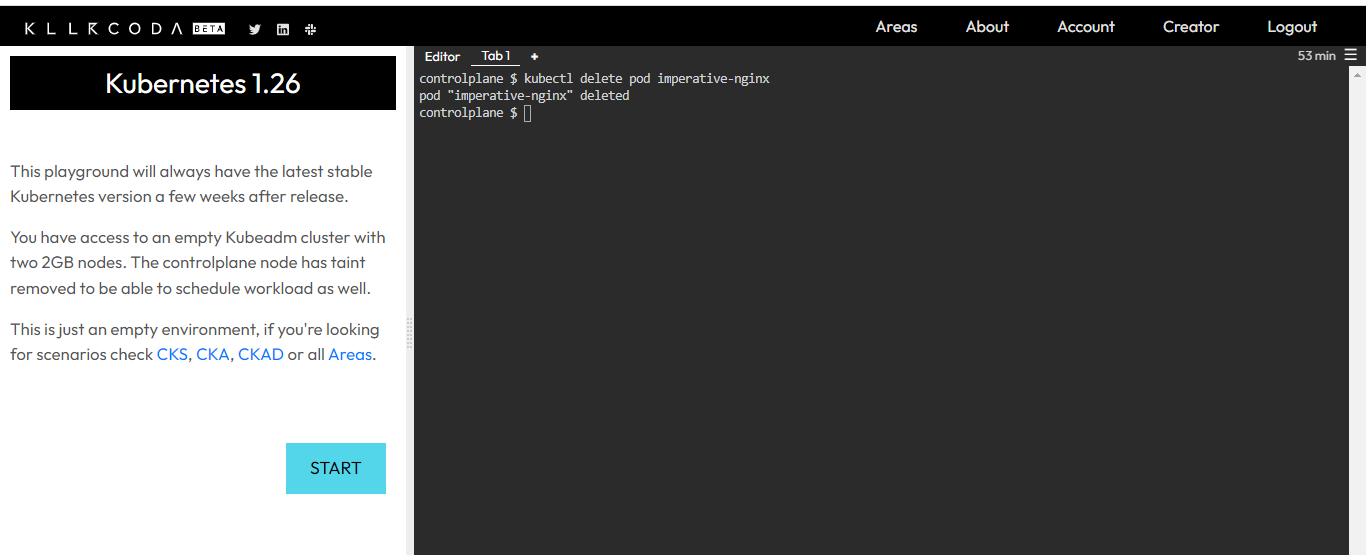 KLLRCODA BETA
Areas About Account Creator Logout
Kubernetes 1.26
This playground will always have the latest stable
Kubernetes version a few weeks after release.
You have access to an empty Kubeadm cluster with
two 2GB nodes. The controlplane node has taint
removed to be able to schedule workload as well.
This is just an empty environment, if you're looking
for scenarios check CKS, CKA, CKAD or all Areas.
START
Editor Tab 1 + 53 min
controlplane $ kubectl delete pod imperative-nginx
pod "imperative-nginx" deleted
controlplane $